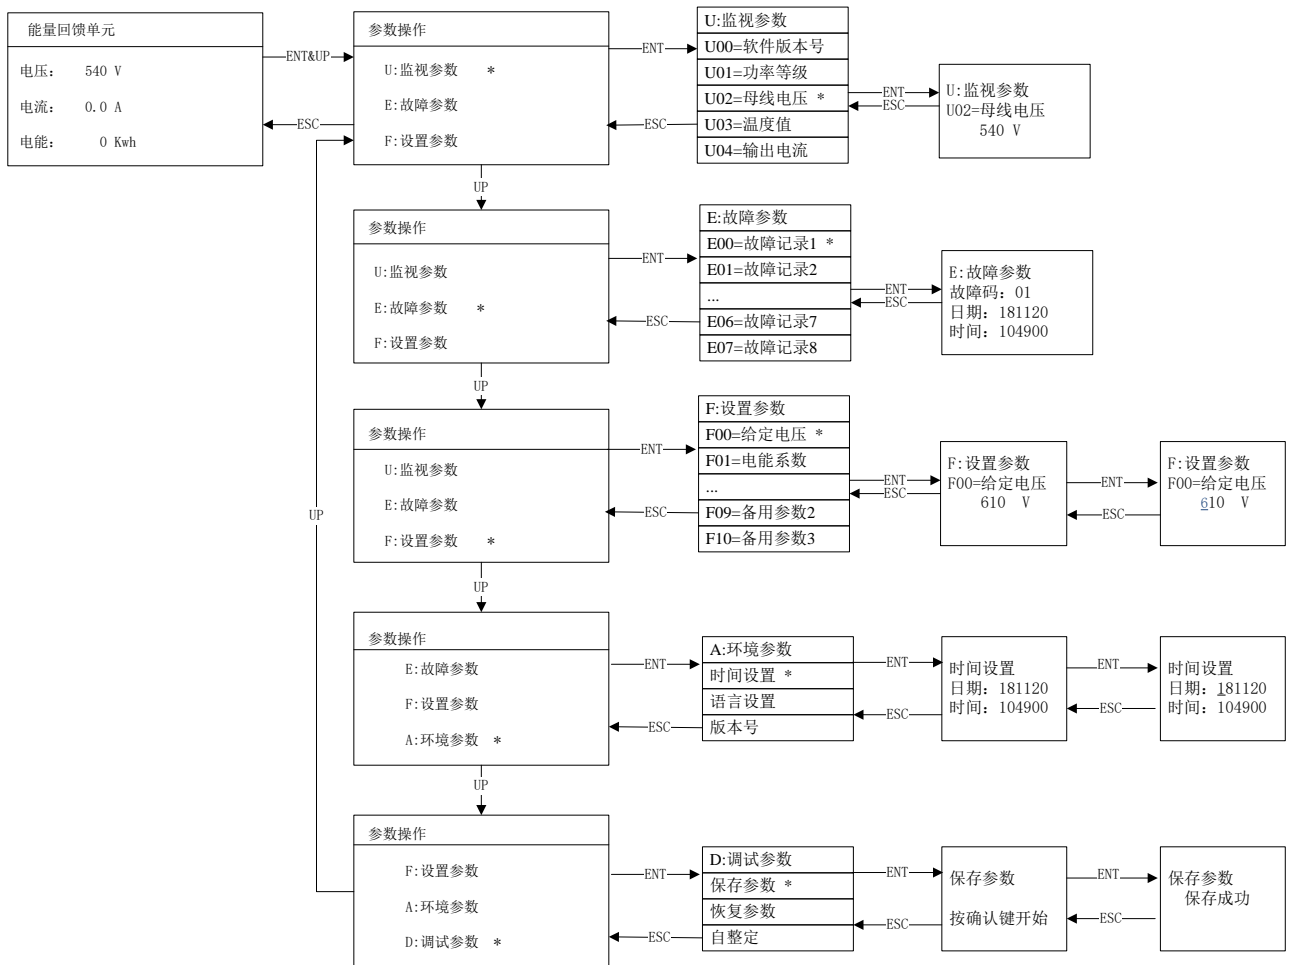 能量回馈单元
电压： 540 V
电流： 0.0 A
电能： 0 Kwh
ENT&UP
ESC
参数操作
U:监视参数 *
E:故障参数
F:设置参数
ENT
ESC
U:监视参数
U00=软件版本号
U01=功率等级
U02=母线电压 *
U03=温度值
U04=输出电流
ENT
ESC
U:监视参数
U02=母线电压
540 V
UP
参数操作
U:监视参数
E:故障参数 *
F:设置参数
ENT
ESC
E:故障参数
E00=故障记录1 *
E01=故障记录2
...
E06=故障记录7
E07=故障记录8
ENT
ESC
E:故障参数
故障码：01
日期：181120
时间：104900
UP
参数操作
U:监视参数
E:故障参数
F:设置参数 *
ENT
ESC
F:设置参数
F00=给定电压 *
F01=电能系数
...
F09=备用参数2
F10=备用参数3
ENT
ESC
F:设置参数
F00=给定电压
610 V
ENT
ESC
F:设置参数
F00=给定电压
610 V
UP
UP
参数操作
E:故障参数
F:设置参数
A:环境参数 *
ENT
ESC
A:环境参数
时间设置 *
语言设置
版本号
ENT
ESC
时间设置
日期：181120
时间：104900
ENT
ESC
时间设置
日期：181120
时间：104900
UP
参数操作
F:设置参数
A:环境参数
D:调试参数 *
ENT
ESC
D:调试参数
保存参数 *
恢复参数
自整定
ENT
ESC
保存参数
按确认键开始
ENT
ESC
保存参数
保存成功